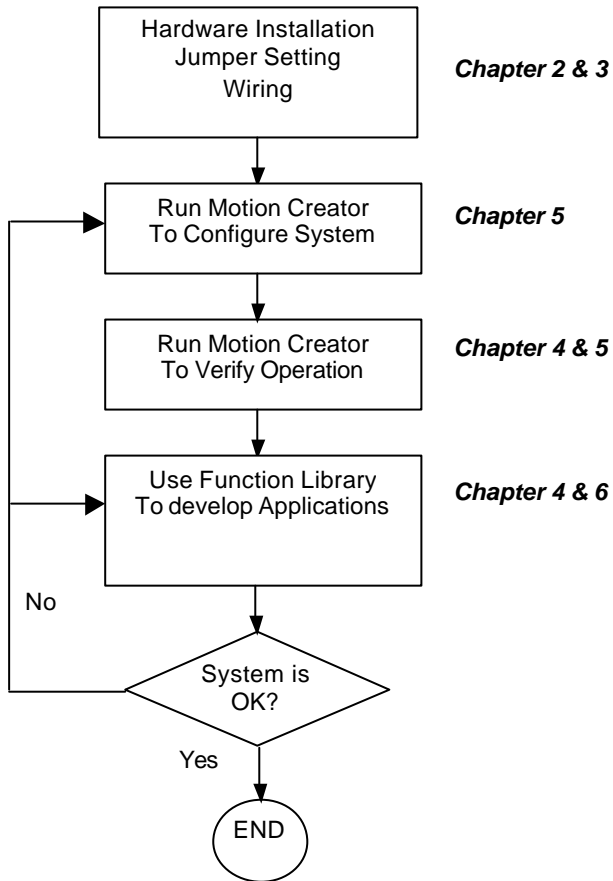 Hardware Installation
Jumper Setting
Wiring
Chapter 2 & 3
Run Motion Creator
To Configure System
Chapter 5
Run Motion Creator
To Verify Operation
Chapter 4 & 5
Use Function Library
To develop Applications
Chapter 4 & 6
No
System is
OK?
Yes
END